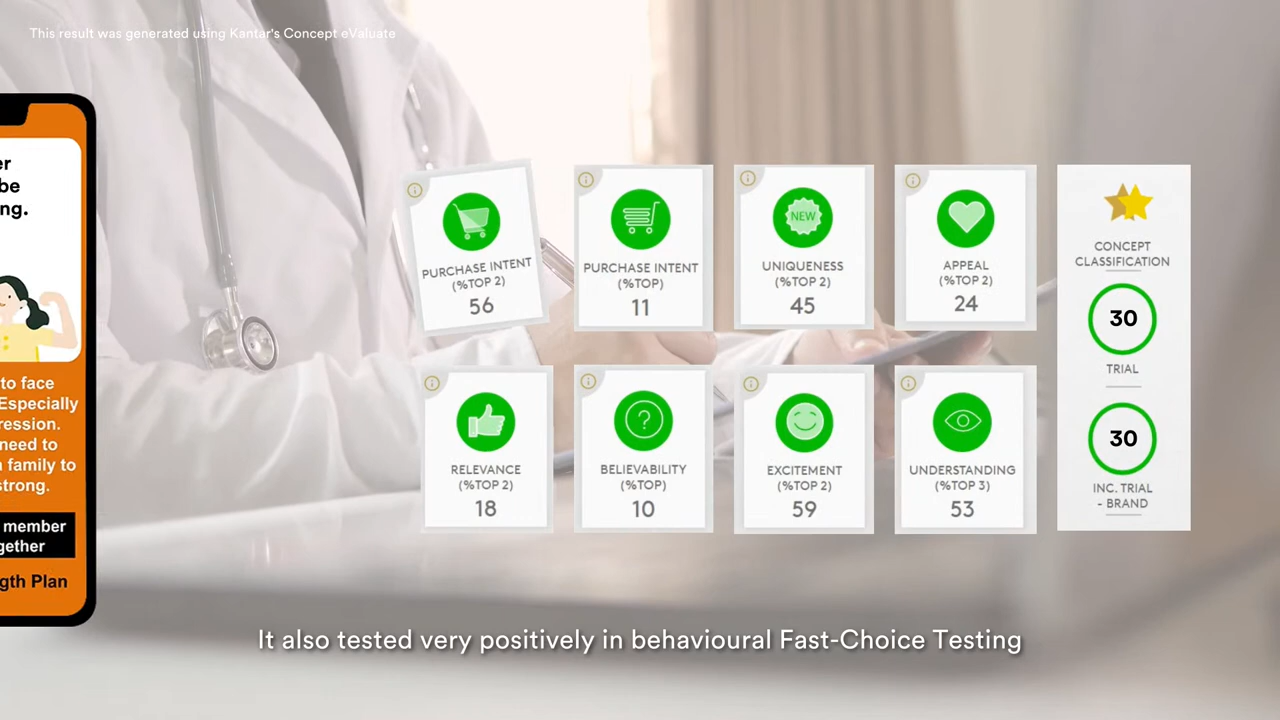 This result was generated using Kantar's Concept eValuate
er
be
ng.
to face
Especially
ression.
need to
family to
strong.
member
gether
gth Plan
PURCHASE INTENT
(%TOP 2)
56
PURCHASE INTENT
(%TOP)
11
NEW
UNIQUENESS
(%TOP 2)
45
APPEAL
(%TOP 2)
24
RELEVANCE
(%TOP 2)
18
?
BELIEVABILITY
(%TOP)
10
EXCITEMENT
(%TOP 2)
59
UNDERSTANDING
(%TOP 3)
53
CONCEPT
CLASSIFICATION
30
TRIAL
30
INC. TRIAL
- BRAND
It also tested very positively in behavioural Fast-Choice Testing